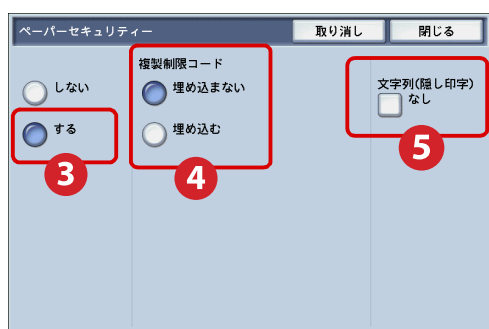 ペーパーセキュリティー
取り消し
閉じる
しない
する
3
複製制限コード
埋め込まない
埋め込む
4
文字列(隠し印字)
なし
5